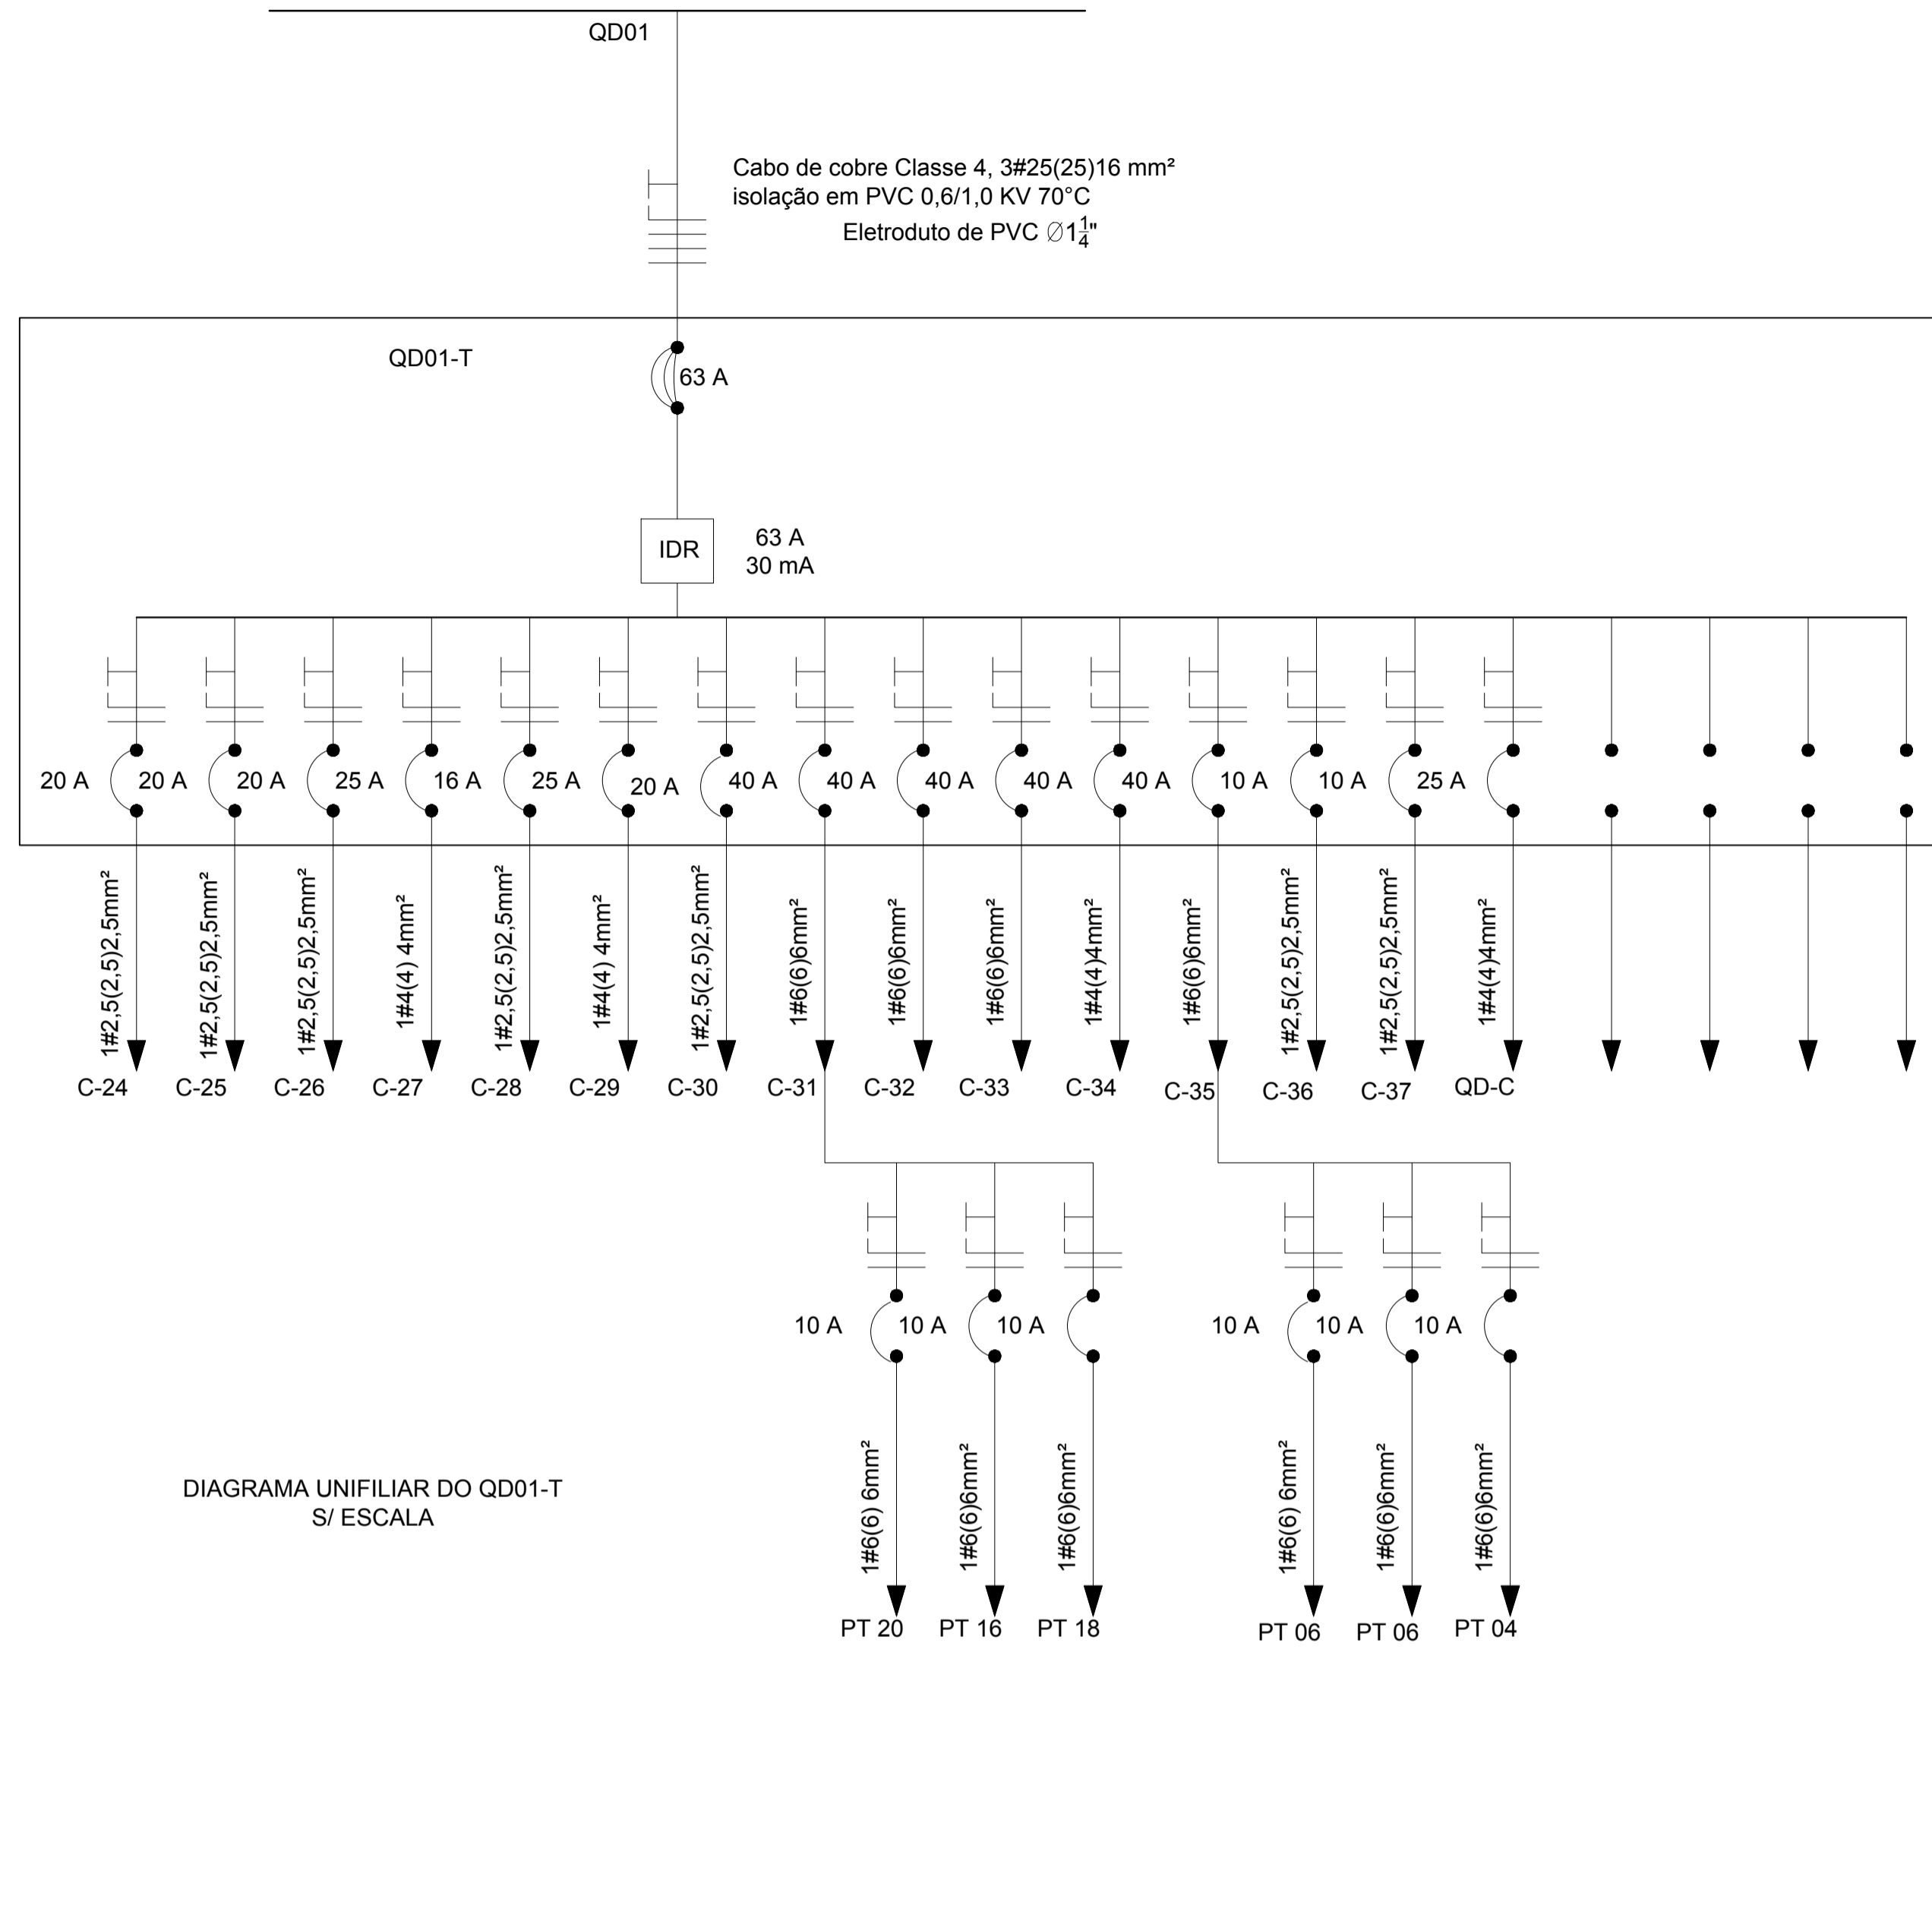 QD01
Cabo de cobre Classe 4, 3#25(25)16 mm²
isolação em PVC 0,6/1,0 KV 70°C
Eletroduto de PVC ∅1 1/4"
QD01-T
63 A
IDR
63 A
30 mA
20 A
20 A
20 A
25 A
16 A
25 A
20 A
40 A
40 A
40 A
40 A
40 A
10 A
10 A
25 A
1#2,5(2,5)2,5mm²
1#2,5(2,5)2,5mm²
1#2,5(2,5)2,5mm²
1#4(4) 4mm²
1#2,5(2,5)2,5mm²
1#4(4) 4mm²
1#2,5(2,5)2,5mm²
1#6(6)6mm²
1#6(6)6mm²
1#6(6)6mm²
1#4(4)4mm²
1#6(6)6mm²
1#2,5(2,5)2,5mm²
1#2,5(2,5)2,5mm²
1#4(4)4mm²
C-24
C-25
C-26
C-27
C-28
C-29
C-30
C-31
C-32
C-33
C-34
C-35
C-36
C-37
QD-C
10 A
10 A
10 A
10 A
10 A
10 A
1#6(6) 6mm²
1#6(6)6mm²
1#6(6)6mm²
1#6(6) 6mm²
1#6(6)6mm²
1#6(6)6mm²
PT 20
PT 16
PT 18
PT 06
PT 06
PT 04
DIAGRAMA UNIFILIAR DO QD01-T
S/ ESCALA